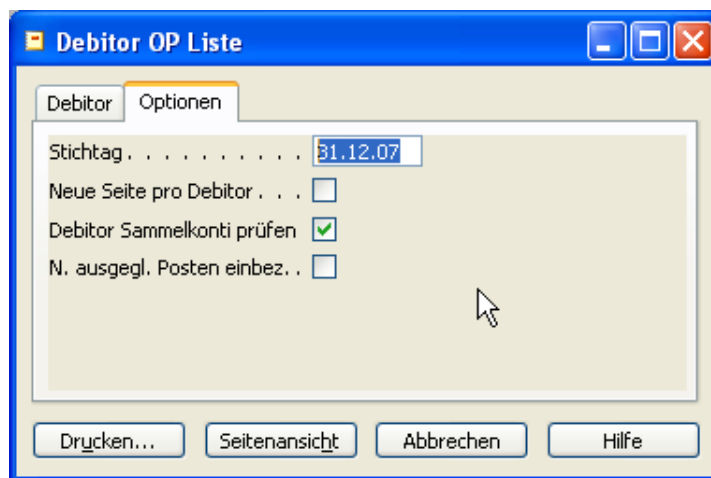 Debitor OP Liste
Debitor Optionen
Stichtag . . . . . . . . . . 31.12.07
Neue Seite pro Debitor . . .
Debitor Sammelkonti prüfen
N. ausgegl. Posten einbez. .
Drucken... Seitenansicht Abbrechen Hilfe